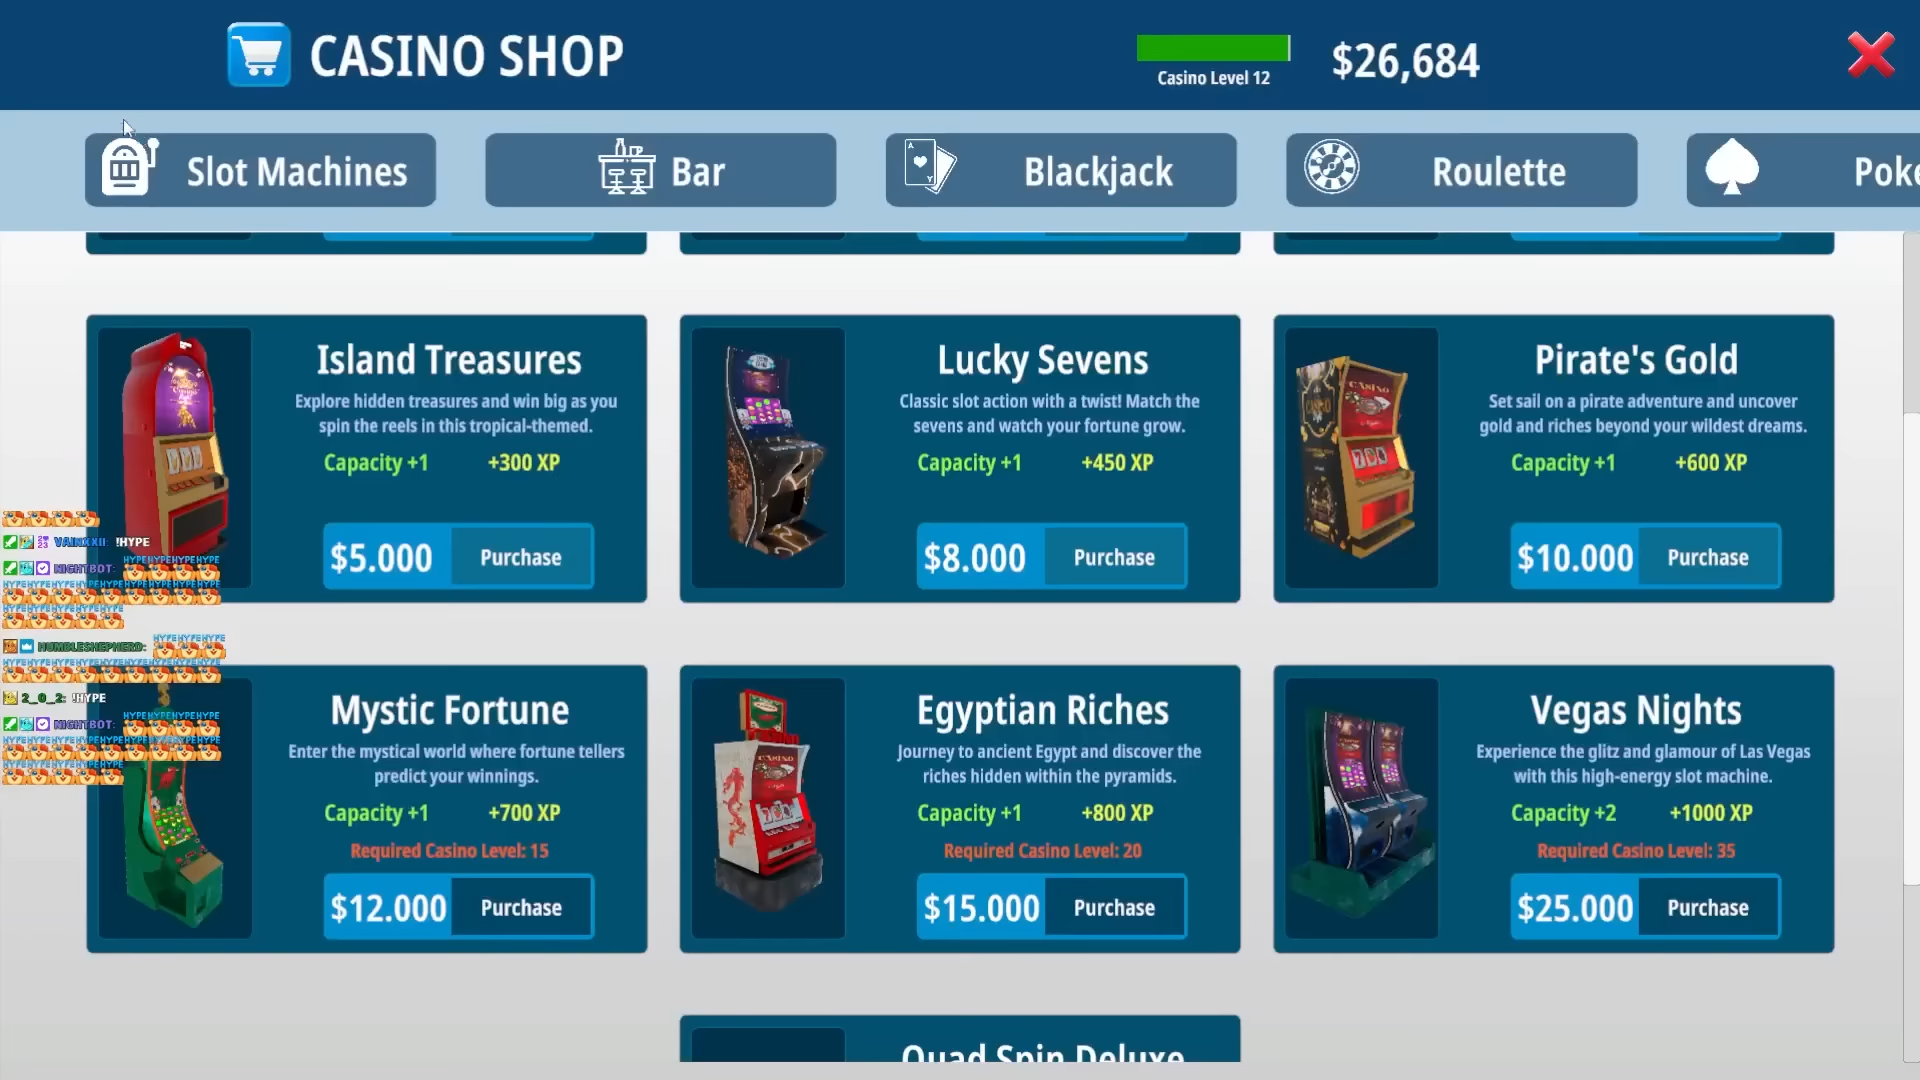 CASINO SHOP
Casino Level 12
$26,684
Slot Machines
Bar
Blackjack
Roulette
Poke
Island Treasures
Explore hidden treasures and win big as you
spin the reels in this tropical-themed.
Capacity +1
+300 XP
$5.000
Purchase
Lucky Sevens
Classic slot action with a twist! Match the
sevens and watch your fortune grow.
Capacity +1
+450 XP
$8.000
Purchase
Pirate's Gold
Set sail on a pirate adventure and uncover
gold and riches beyond your wildest dreams.
Capacity +1
+600 XP
$10.000
Purchase
VAINXXII: !HYPE
NIGHTBOT:
HUMBLESHEPHERD:
2_0_2: !HYPE
NIGHTBOT:
Mystic Fortune
Enter the mystical world where fortune tellers
predict your winnings.
Capacity +1
+700 XP
Required Casino Level: 15
$12.000
Purchase
Egyptian Riches
Journey to ancient Egypt and discover the
riches hidden within the pyramids.
Capacity +1
+800 XP
Required Casino Level: 20
$15.000
Purchase
Vegas Nights
Experience the glitz and glamour of Las Vegas
with this high-energy slot machine.
Capacity +2
+1000 XP
Required Casino Level: 35
$25.000
Purchase
Quad Spin Deluxe